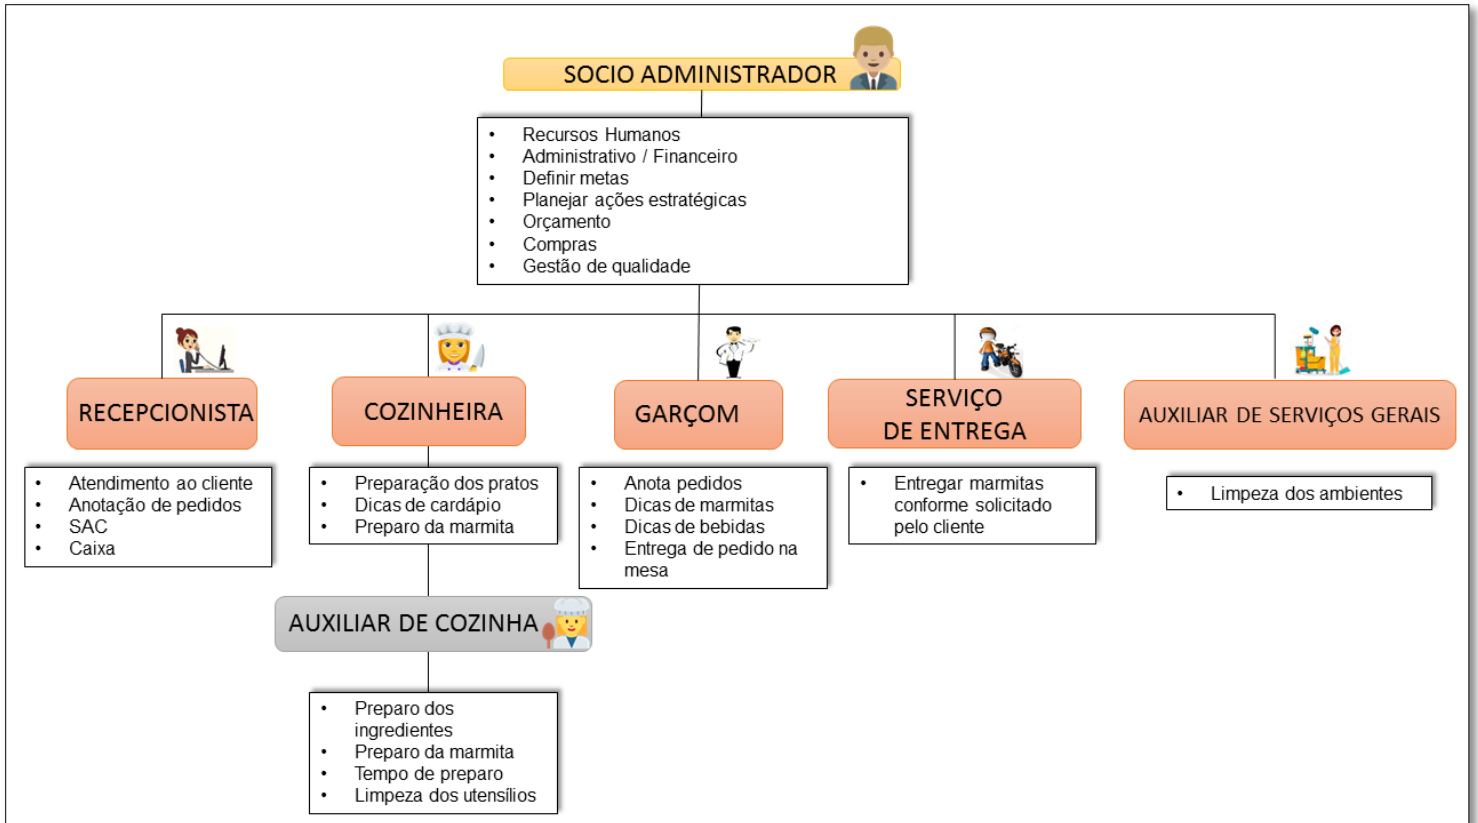 SOCIO ADMINISTRADOR
• Recursos Humanos
• Administrativo / Financeiro
• Definir metas
• Planejar ações estratégicas
• Orçamento
• Compras
• Gestão de qualidade
RECEPCIONISTA
• Atendimento ao cliente
• Anotação de pedidos
• SAC
• Caixa
COZINHEIRA
• Preparação dos pratos
• Dicas de cardápio
• Preparo da marmita
AUXILIAR DE COZINHA
• Preparo dos
ingredientes
• Preparo da marmita
• Tempo de preparo
• Limpeza dos utensílios
GARÇOM
• Anota pedidos
• Dicas de marmitas
• Dicas de bebidas
• Entrega de pedido na
mesa
SERVIÇO
DE ENTREGA
• Entregar marmitas
conforme solicitado
pelo cliente
AUXILIAR DE SERVIÇOS GERAIS
• Limpeza dos ambientes